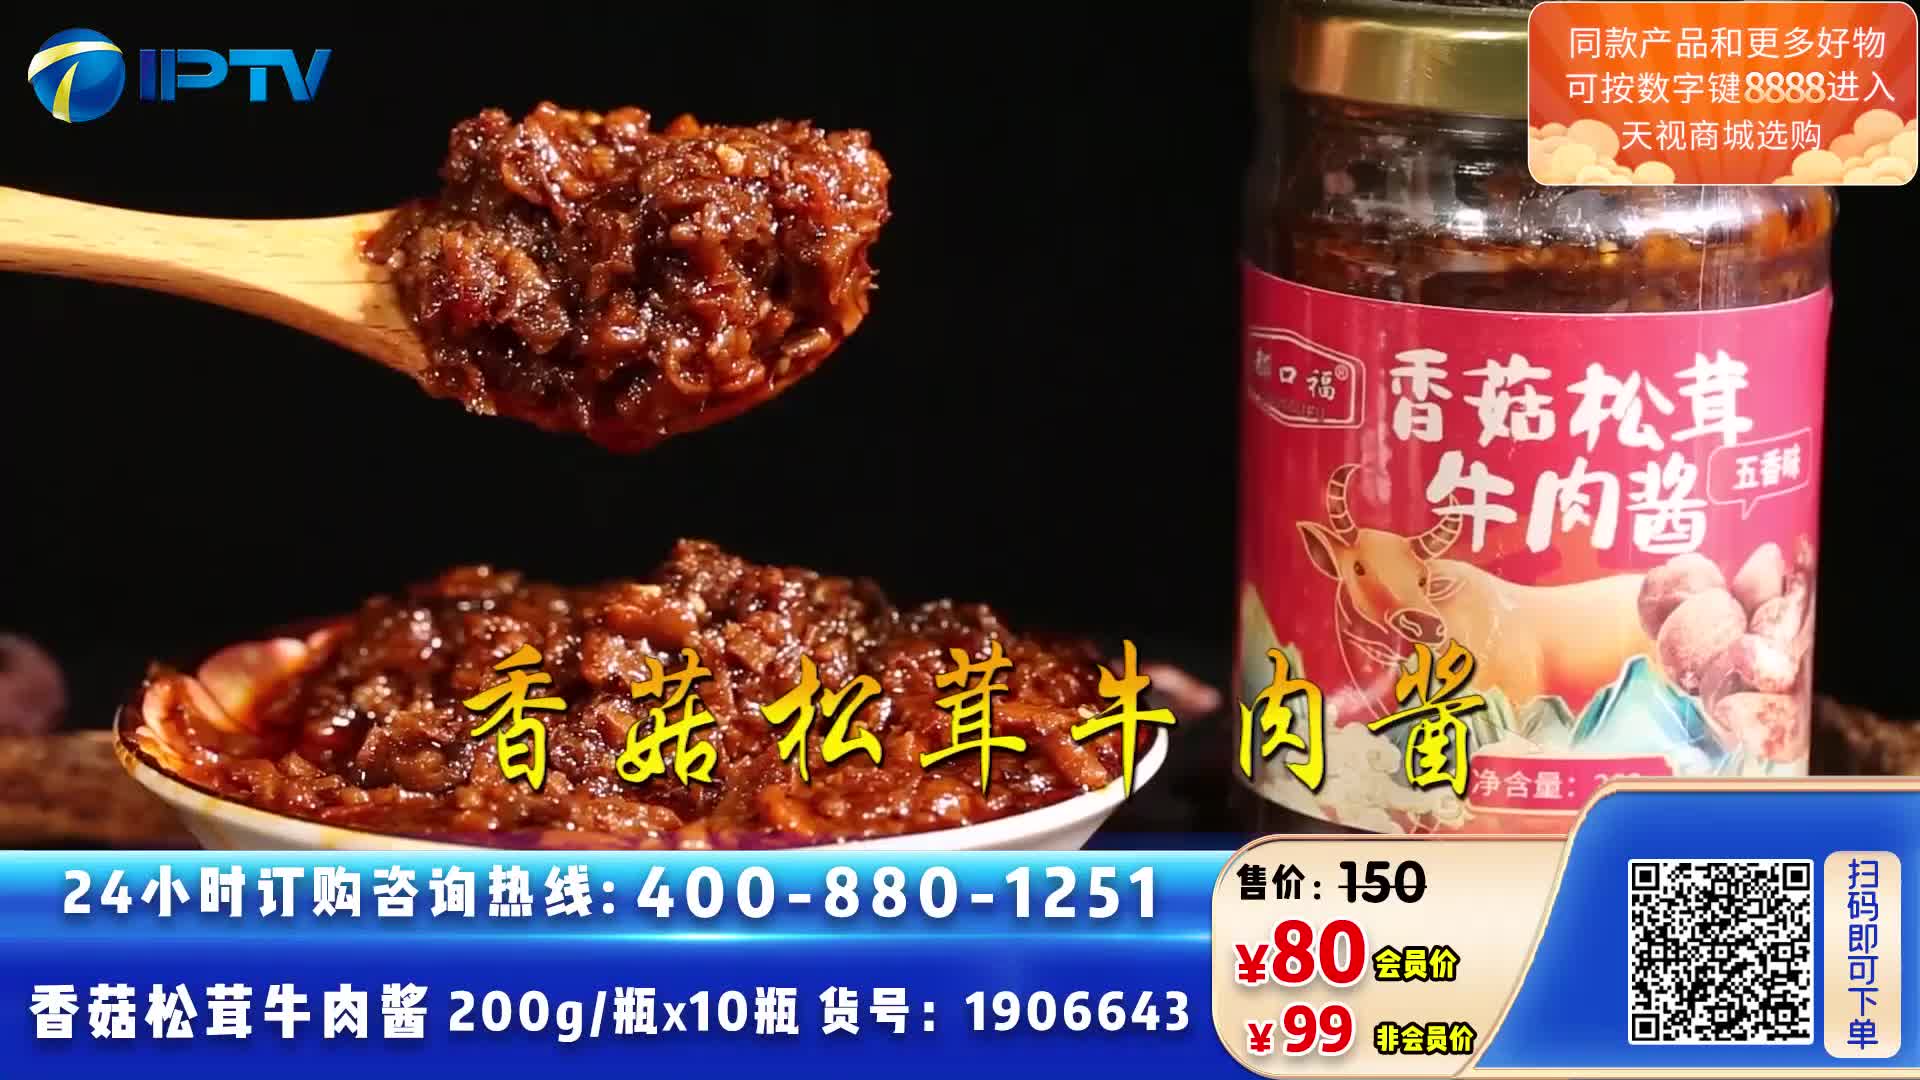 IPTV
同款产品和更多好物
可按数字键8888进入
天视商城选购
口福®
香菇松茸
牛肉酱
五香味
净含量：
香菇松茸牛肉酱
24小时订购咨询热线：400-880-1251
香菇松茸牛肉酱 200g/瓶x10瓶 货号：1906643
售价：150
¥80会员价
¥99 非会员价
扫码即可下单